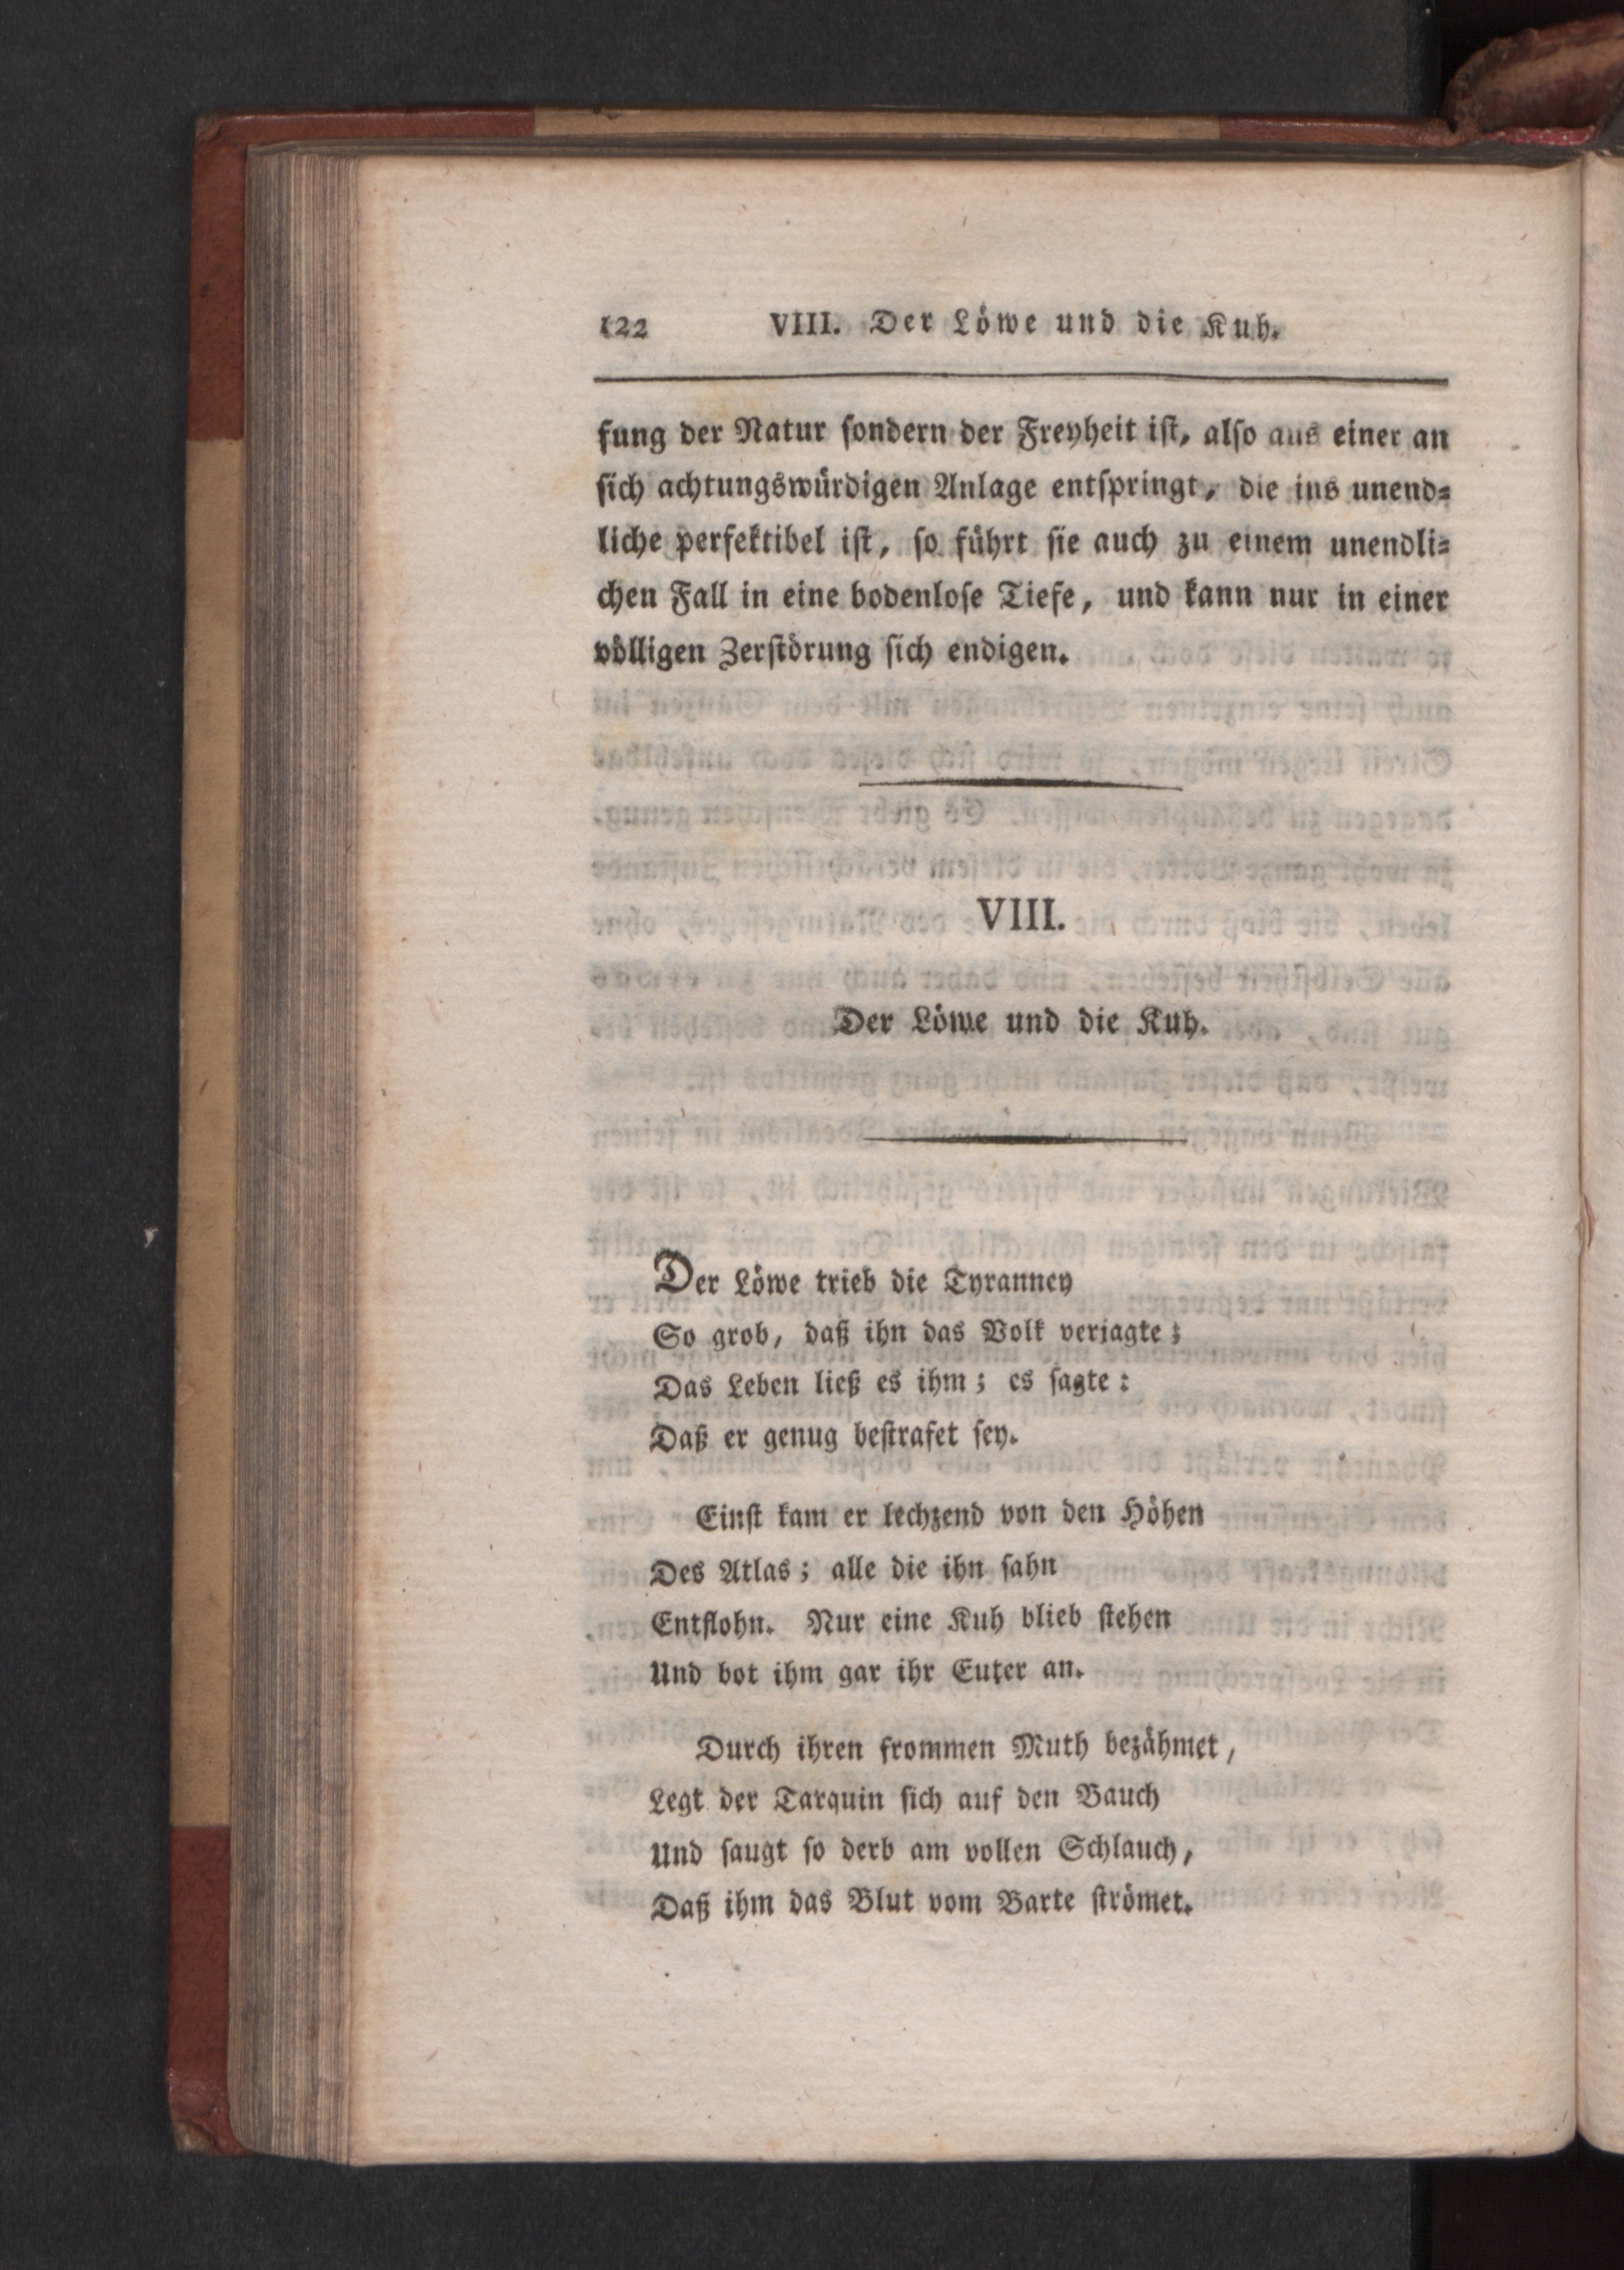 122 VIII. Der Löwe und die Kuh.
fung der Natur ſondern der Freyheit iſt, alſo aus einer an
ſich achtungswürdigen Anlage entſpringt, die ins unend⸗
liche perfektibel iſt, ſo führt ſie auch zu einem unendli⸗
chen Fall in eine bodenloſe Tiefe, und kann nur in einer
völligen Zerſtörung ſich endigen.
VIII.
Der Löwe und die Kuh.
Der Löwe trieb die Tyranney
So grob, daß ihn das Volk verjagte;
Das Leben ließ es ihm; es ſagte:
Daß er genug beſtrafet ſey.
Einſt kam er lechzend von den Höhen
Des Atlas; alle die ihn ſahn
Entflohn. Nur eine Kuh blieb ſtehen
Und bot ihm gar ihr Euter an.
Durch ihren frommen Muth bezähmet,
Legt der Tarquin ſich auf den Bauch
Und ſaugt ſo derb am vollen Schlauch,
Daß ihm das Blut vom Barte ſtrömet.